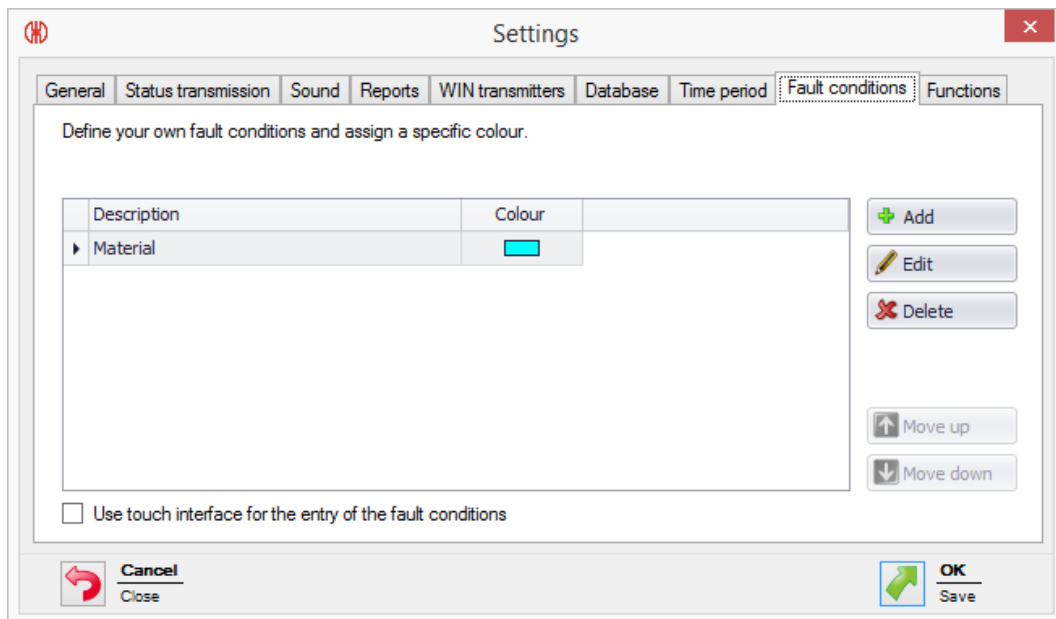 Settings
General Status transmission Sound Reports WIN transmitters Database Time period Fault conditions Functions
Define your own fault conditions and assign a specific colour.
Description Colour
Add
Material
Edit
Delete
Move up
Move down
Use touch interface for the entry of the fault conditions
Cancel
Close
OK
Save